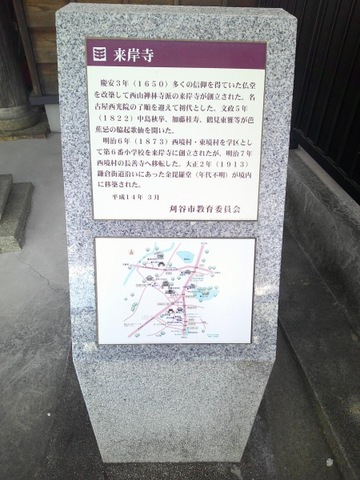 来岸寺
慶安3年(1650)多くの信仰を得ていた仏堂
を改築して西山禅林寺派の来岸寺が創立された。名
古屋西光院の了順を迎えて初代とした。文政5年
(1822)中島秋挙、加藤桂寿、鶴見東雅等が芭
蕉忌の脇起歌仙を開いた。
明治6年(1873)西境村・東境村を学区とし
て第6番小学校を来岸寺に創立されたが、明治7年
西境村の長善寺へ移転した。大正2年(1913)
鎌倉街道沿いにあった金毘羅堂(年代不明)が境内
に移築された。
平成14年 3月
刈谷市教育委員会